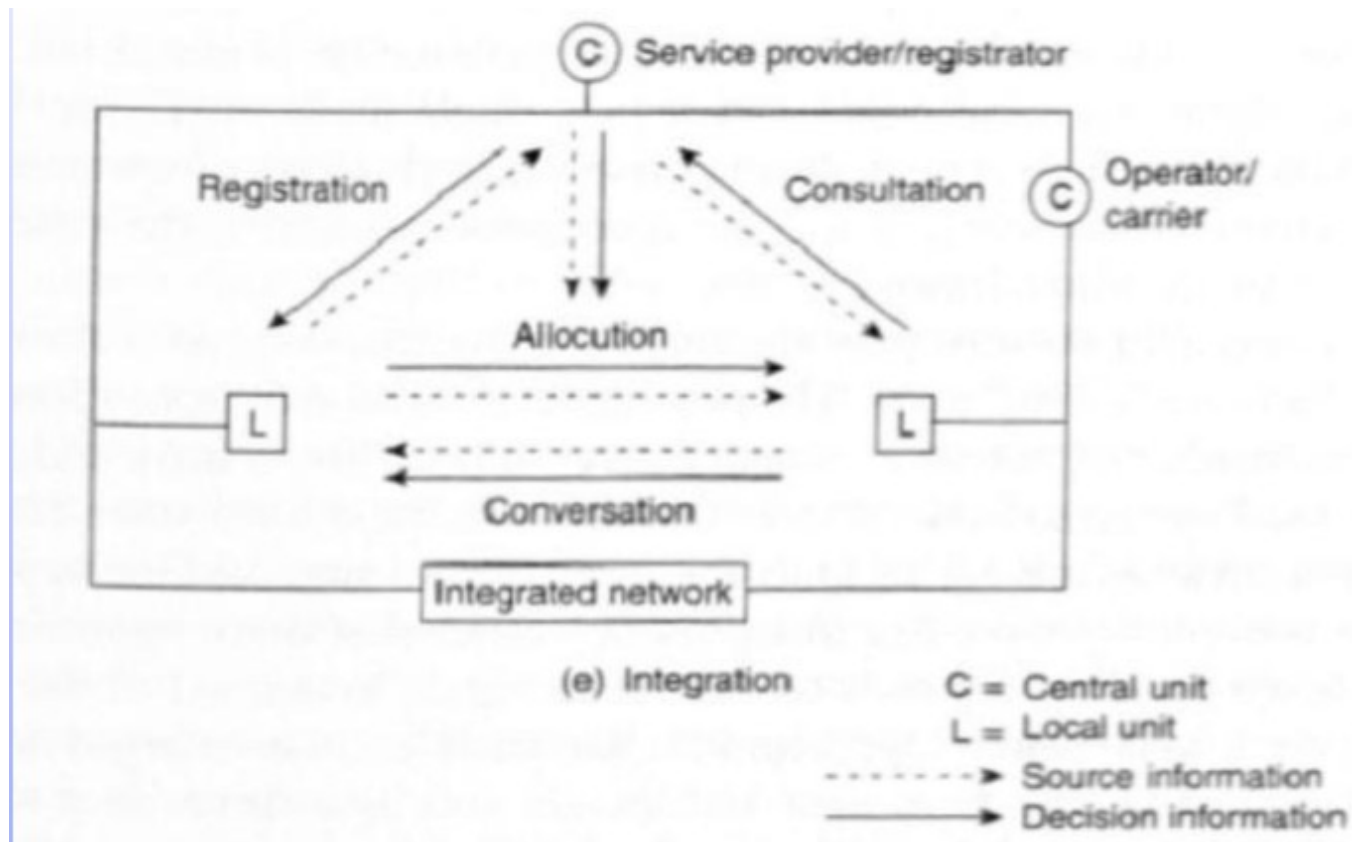 C Service provider/registrator
Registration
Consultation
C Operator/
carrier
Allocution
L
L
Conversation
Integrated network
(e) Integration
C = Central unit
L = Local unit
Source information
Decision information